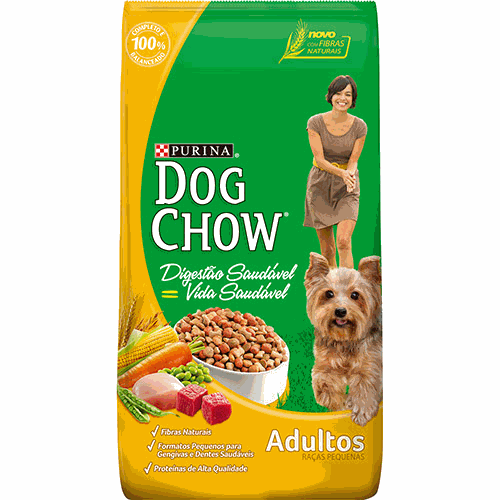 COMPLETO E
100%
BALANCEADO
novo
COM FIBRAS
NATURAIS
PURINA®
DOG
CHOW®
Digestão Saudável
= Vida Saudável
Fibras Naturais
Formatos Pequenos para
Gengivas e Dentes Saudáveis
Proteínas de Alta Qualidade
Adultos
RAÇAS PEQUENAS